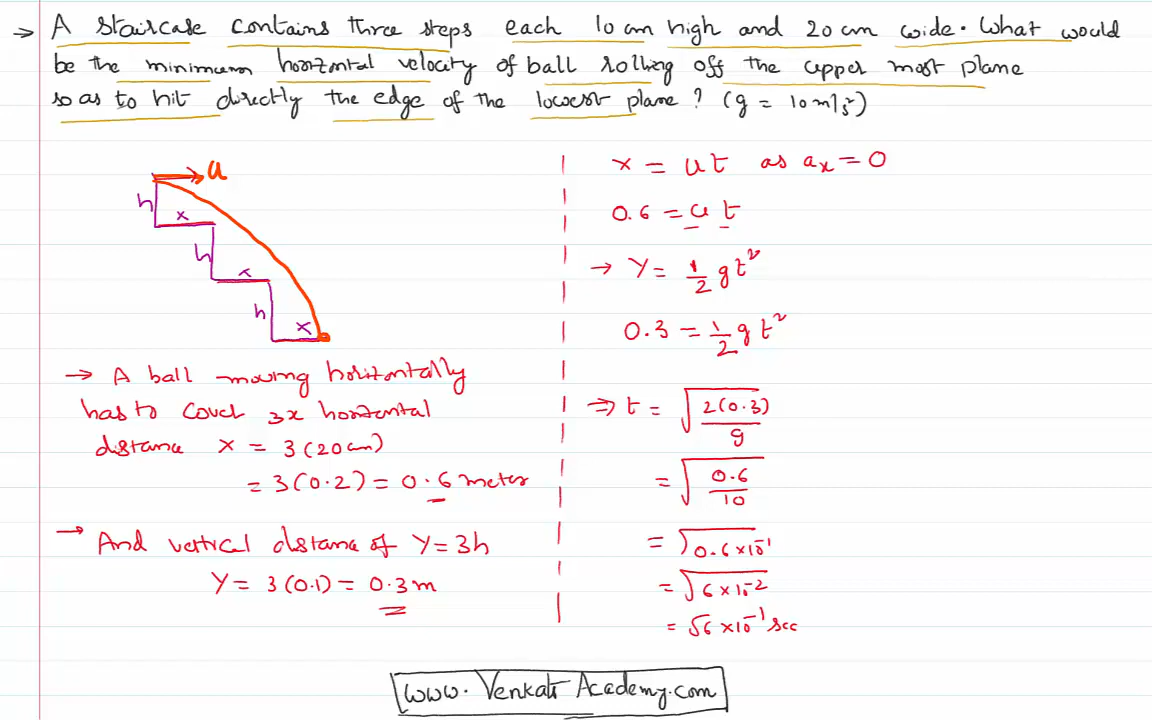 → A staircase contains three steps each 10 cm high and 20 cm wide. What would
be the minimum horizontal velocity of ball rolling off the upper most plane
so as to hit directly the edge of the lowest plane? (g = 10 m/s²)
u
h
x
h
x
h
x
→ A ball moving horizontally
has to cover 3x horizontal
distance x = 3(20cm)
= 3(0.2) = 0.6 meter
→ And vertical distance of Y = 3h
Y = 3(0.1) = 0.3 m
x = ut as aₓ = 0
0.6 = u t
→ Y = 1/2 gt²
0.3 = 1/2 g t²
⇒ t = √(2(0.3)/g)
= √(0.6/10)
= √(0.6 × 10⁻¹)
= √(6 × 10⁻²)
= √6 × 10⁻¹ sec
www.VenkatsAcademy.com